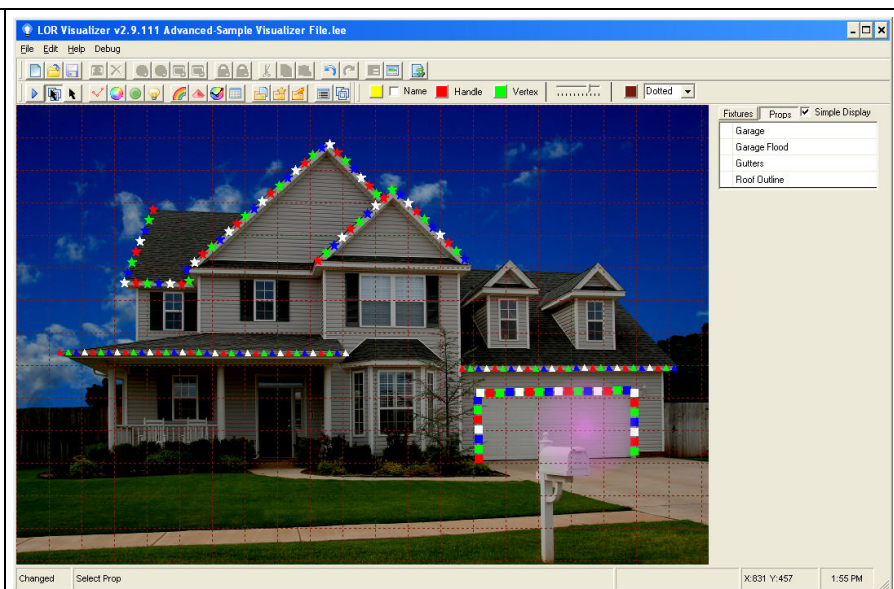 LOR Visualizer v2.9.111 Advanced-Sample Visualizer File.lee
File Edit Help Debug
Name Handle Vertex Dotted
Fixtures Props Simple Display
Garage
Garage Flood
Gutters
Roof Outline
Changed Select Prop X:831 Y:457 1:55 PM